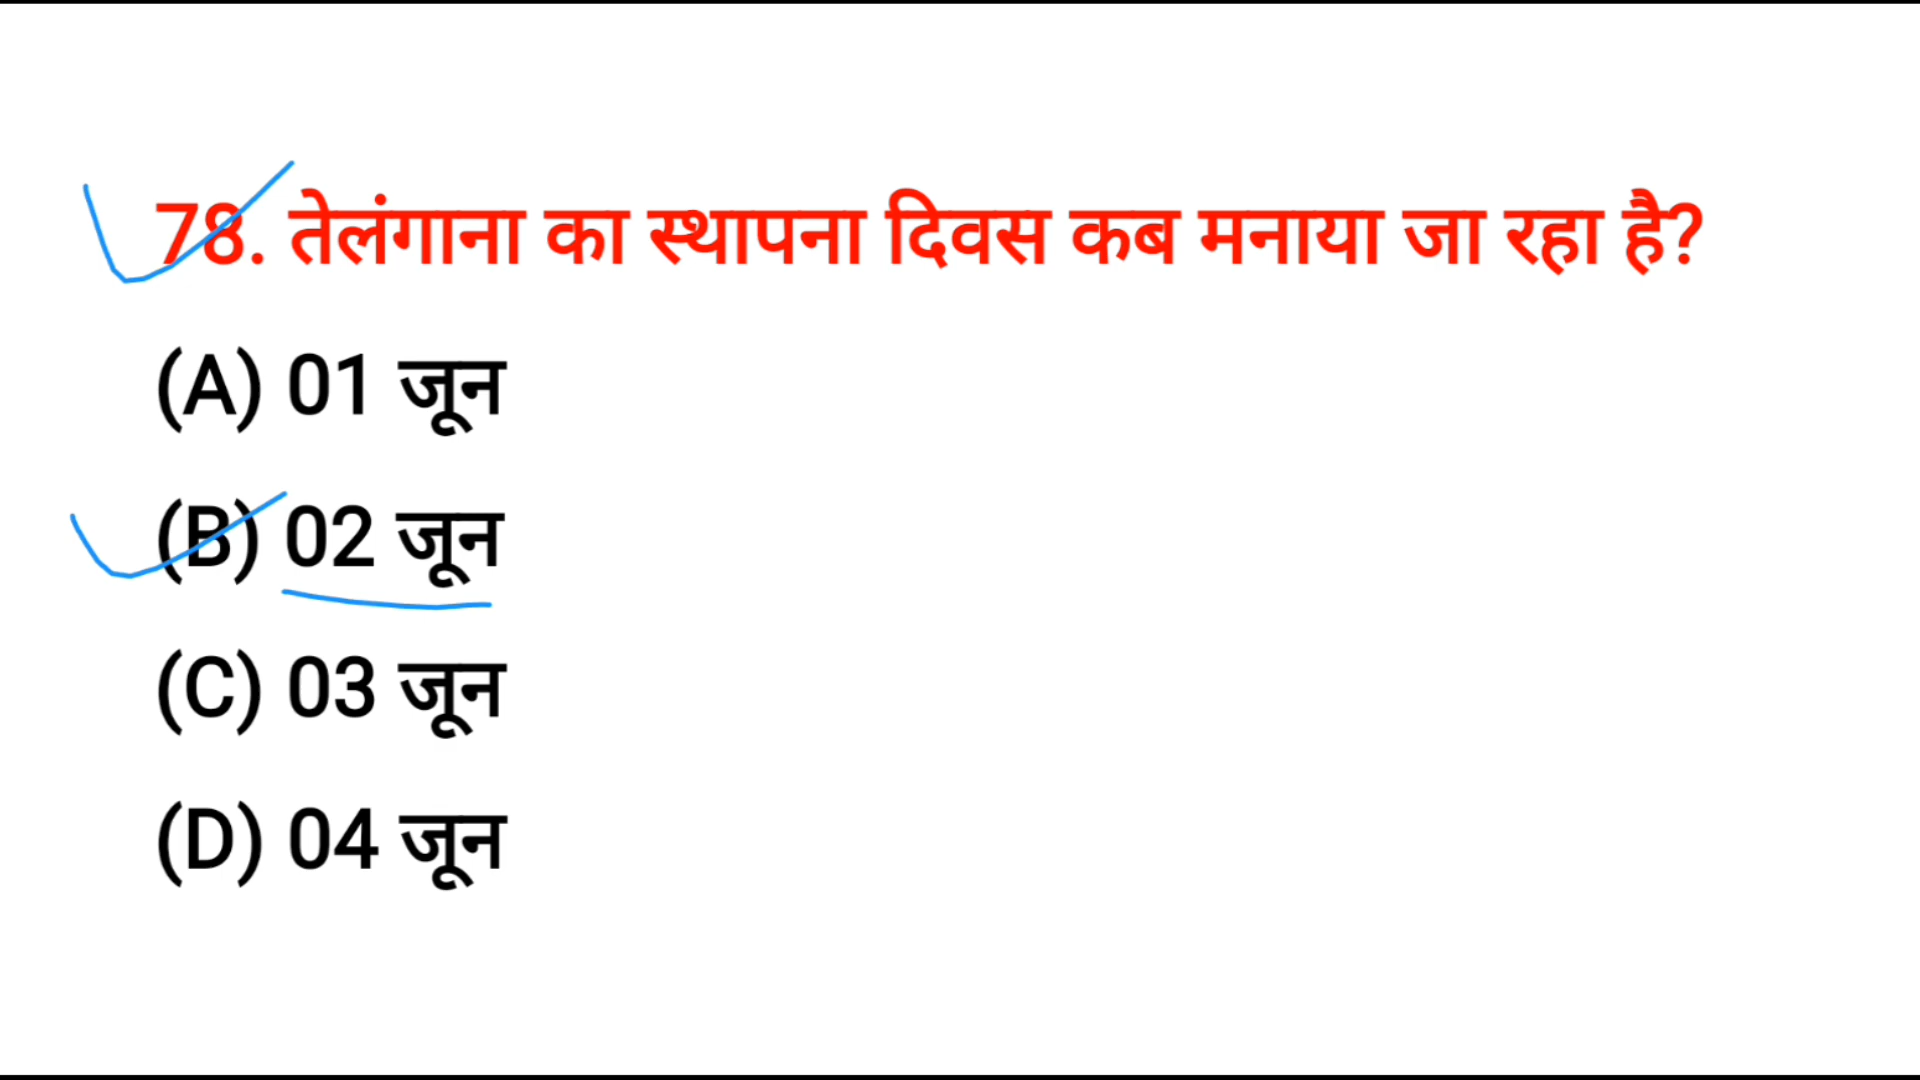 78. तेलंगाना का स्थापना दिवस कब मनाया जा रहा है?
(A) 01 जून
(B) 02 जून
(C) 03 जून
(D) 04 जून